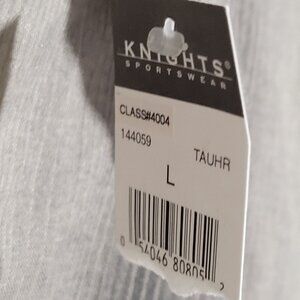 KNIGHTS®
SPORTSWEAR
CLASS#4004
144059
TAUHR
L
0 54046 80805 2